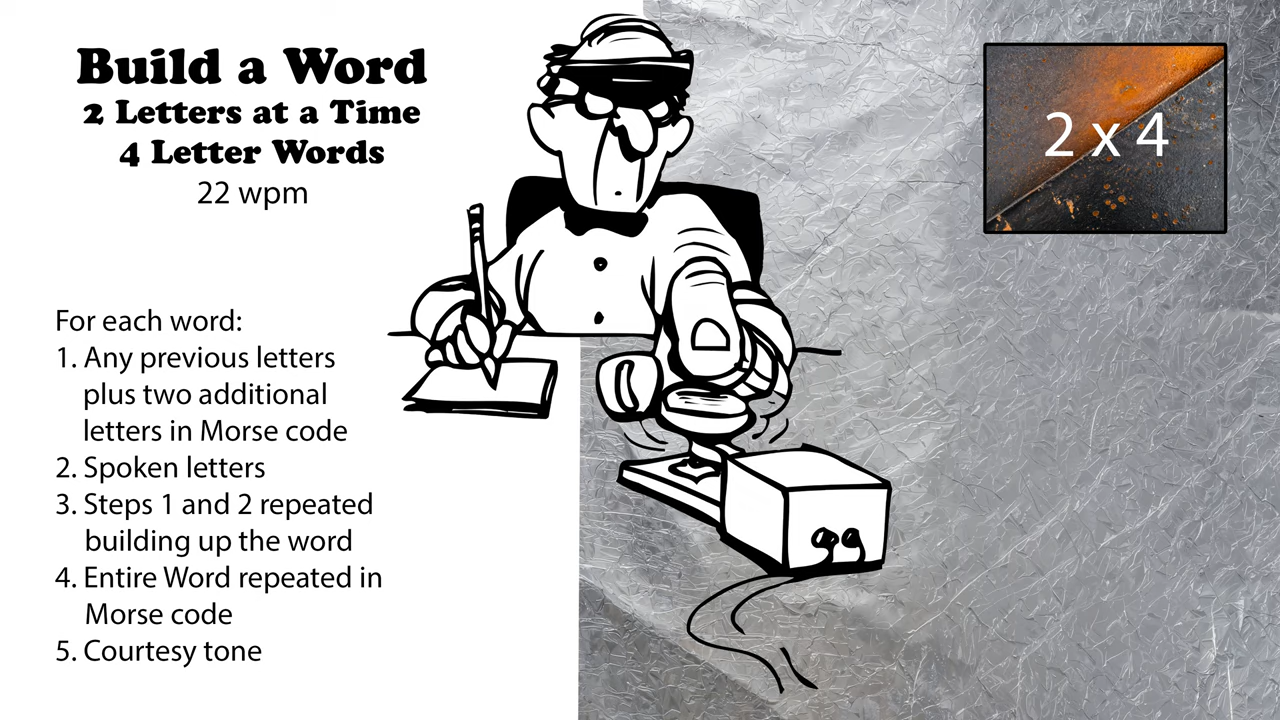 Build a Word
2 Letters at a Time
4 Letter Words
22 wpm
2 x 4
For each word:
1. Any previous letters
plus two additional
letters in Morse code
2. Spoken letters
3. Steps 1 and 2 repeated
building up the word
4. Entire Word repeated in
Morse code
5. Courtesy tone